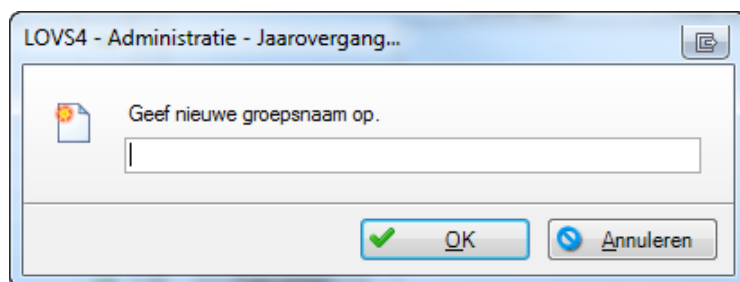 LOVS4 - Administratie - Jaarovergang...
Geef nieuwe groepsnaam op.
OK
Annuleren